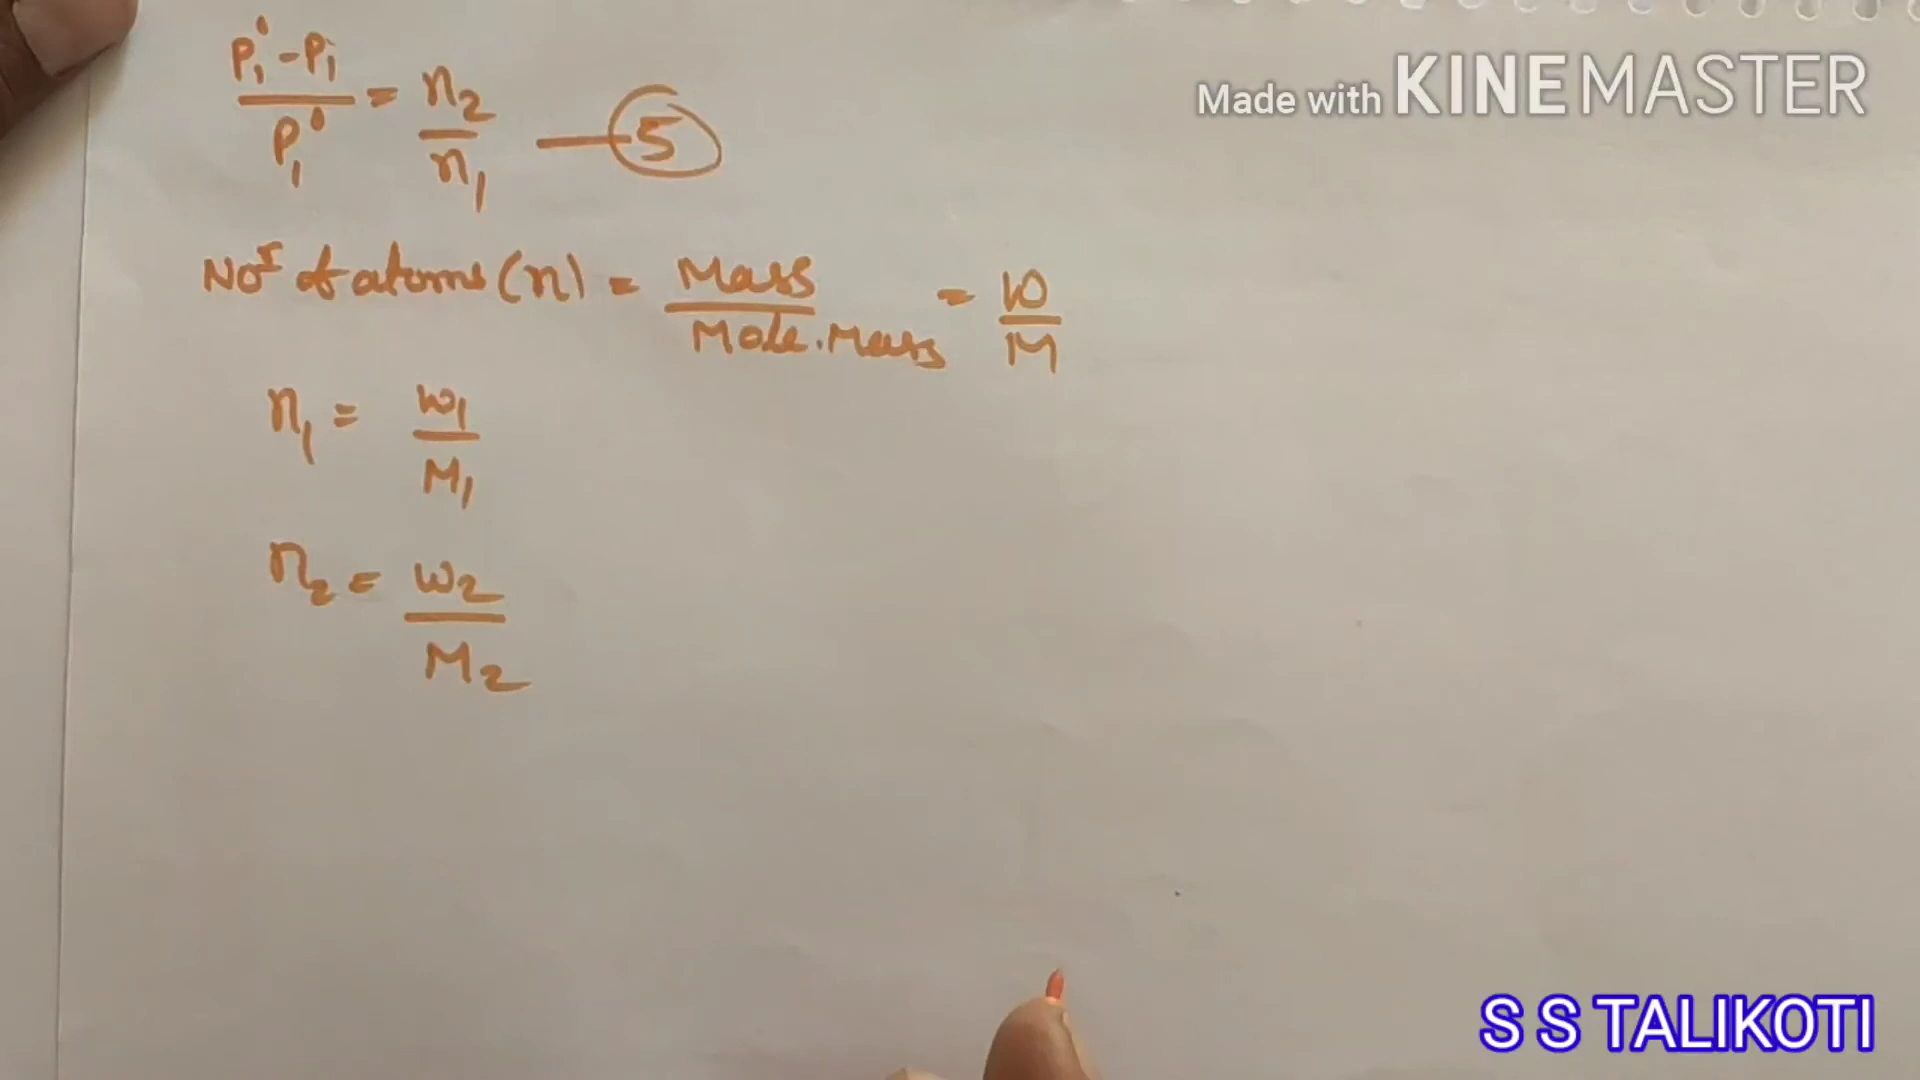 Made with KINEMASTER
P₁⁰ - P₁ / P₁⁰ = n₂ / n₁ — 5
No⁠ʳ of atoms (n) = Mass / Mole. Mass = w / M
n₁ = w₁ / M₁
n₂ = w₂ / M₂
S S TALIKOTI